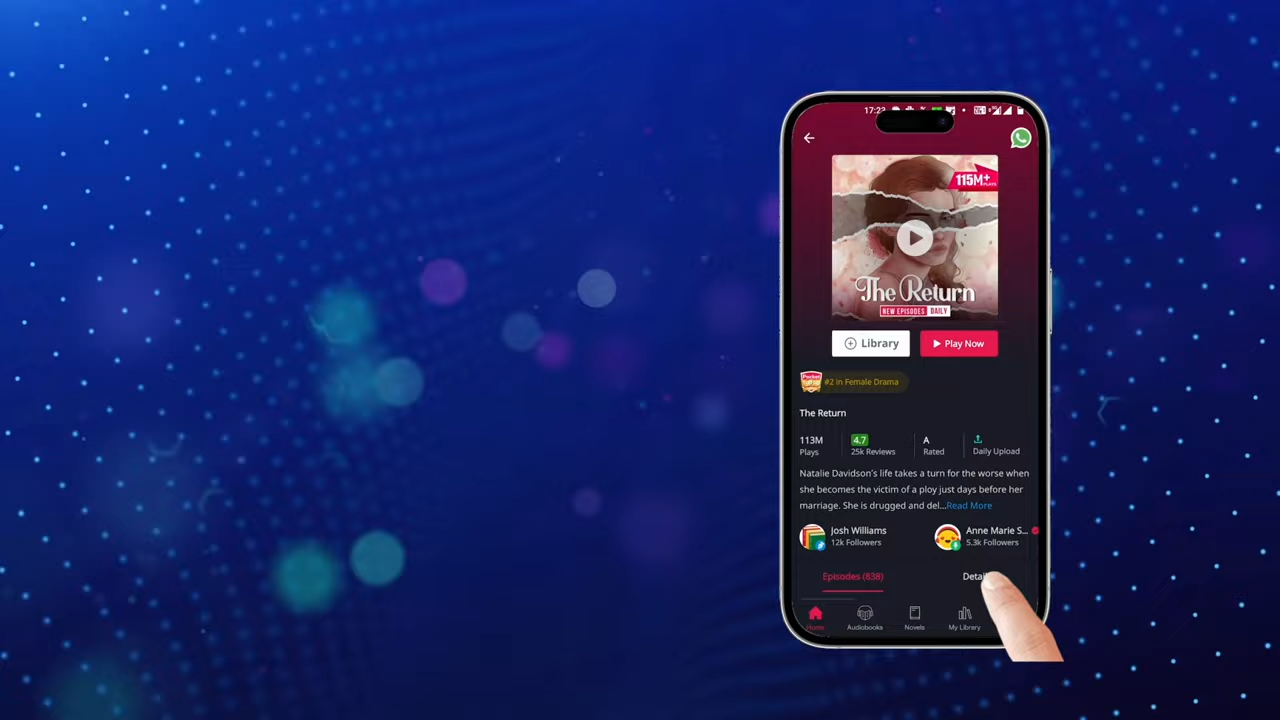 17:23
115M+
PLAYS
The Return
NEW EPISODES DAILY
Library
Play Now
#2 in Female Drama
The Return
113M
Plays
4.7
25k Reviews
A
Rated
Daily Upload
Natalie Davidson's life takes a turn for the worse when
she becomes the victim of a ploy just days before her
marriage. She is drugged and del...Read More
Josh Williams
12k Followers
Anne Marie S...
5.3k Followers
Episodes (838)
Detail
Home
Audiobooks
Novels
My Library